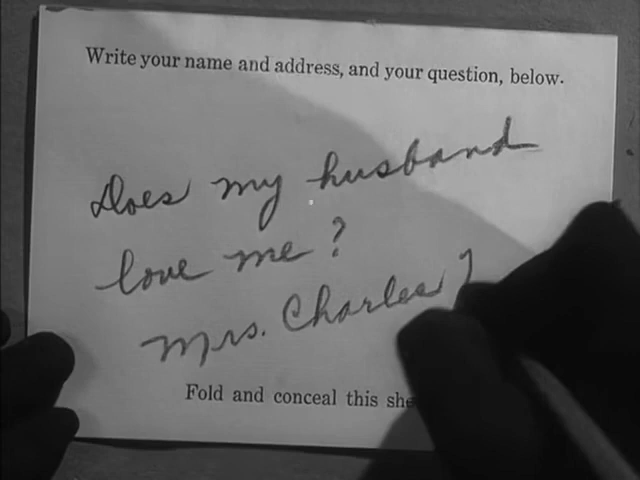 Write your name and address, and your question, below.
Does my husband
love me?
Mrs. Charles
Fold and conceal this